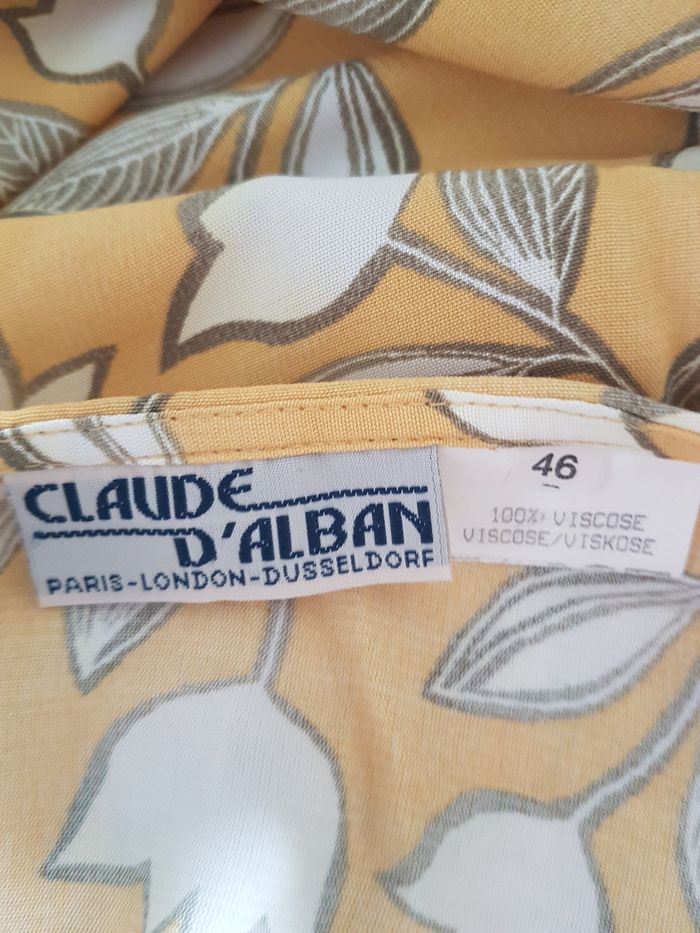 CLAUDE
D'ALBAN
PARIS-LONDON-DUSSELDORF
46
100% VISCOSE
VISCOSE/VISKOSE